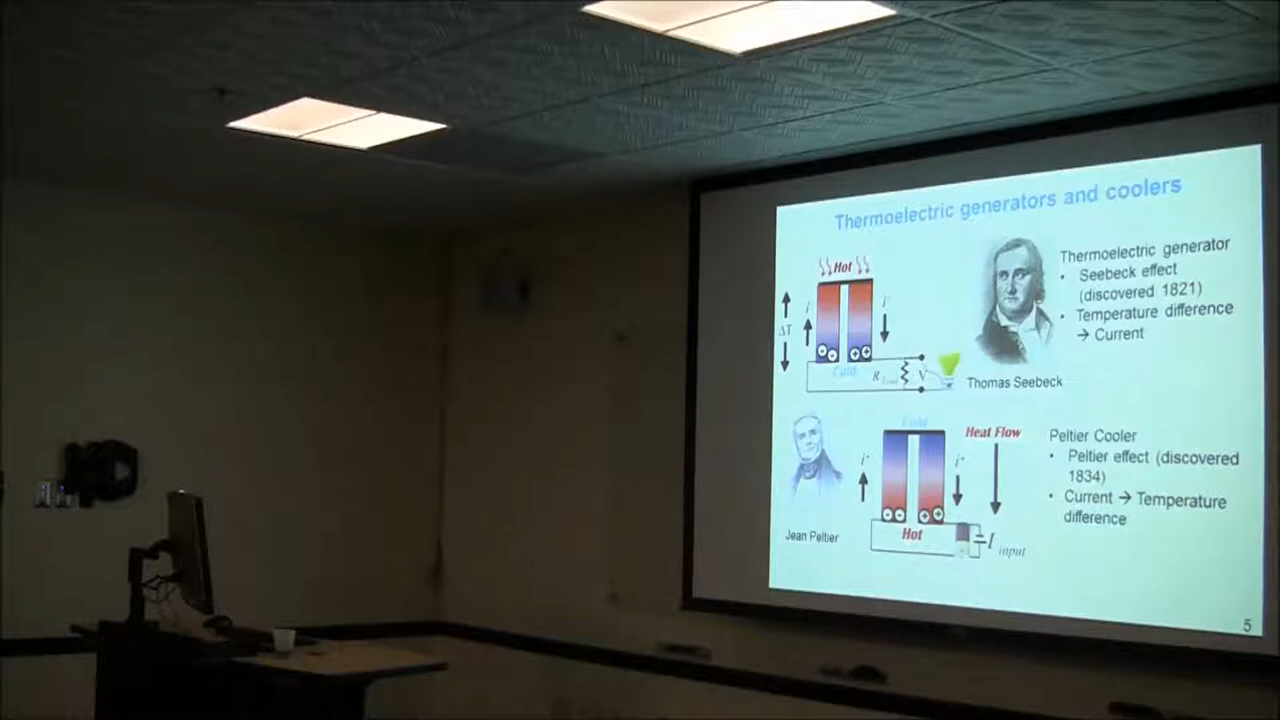 Thermoelectric generators and coolers
Hot
ΔT
i
i
Cold
R
V
Thomas Seebeck
Thermoelectric generator
• Seebeck effect
(discovered 1821)
• Temperature difference
→ Current
Jean Peltier
Cold
i⁺
i⁺
Heat Flow
Hot
I input
Peltier Cooler
• Peltier effect (discovered
1834)
• Current → Temperature
difference
5